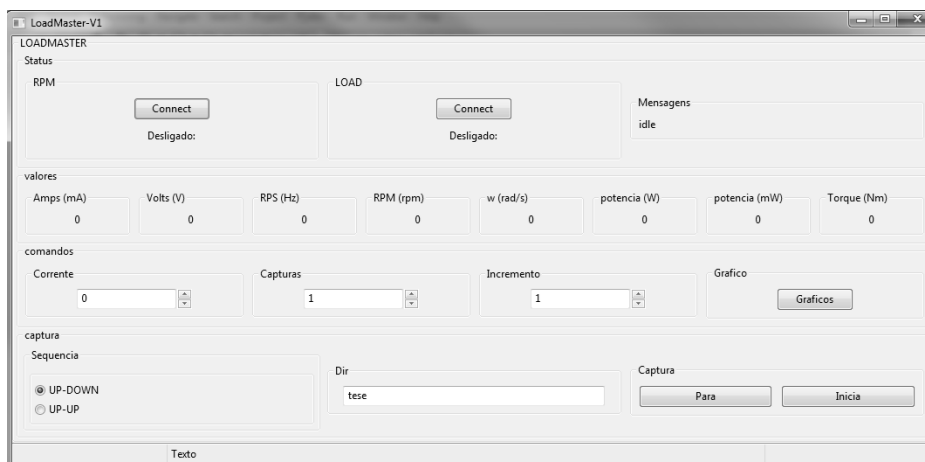 LoadMaster-V1
LOADMASTER
Status
RPM
LOAD
Connect
Connect
Mensagens
idle
Desligado:
Desligado:
valores
Amps (mA)
Volts (V)
RPS (Hz)
RPM (rpm)
w (rad/s)
potencia (W)
potencia (mW)
Torque (Nm)
0
0
0
0
0
0
0
0
comandos
Corrente
Capturas
Incremento
Grafico
0
1
1
Graficos
captura
Sequencia
UP-DOWN
UP-UP
Dir
tese
Captura
Para
Inicia
Texto